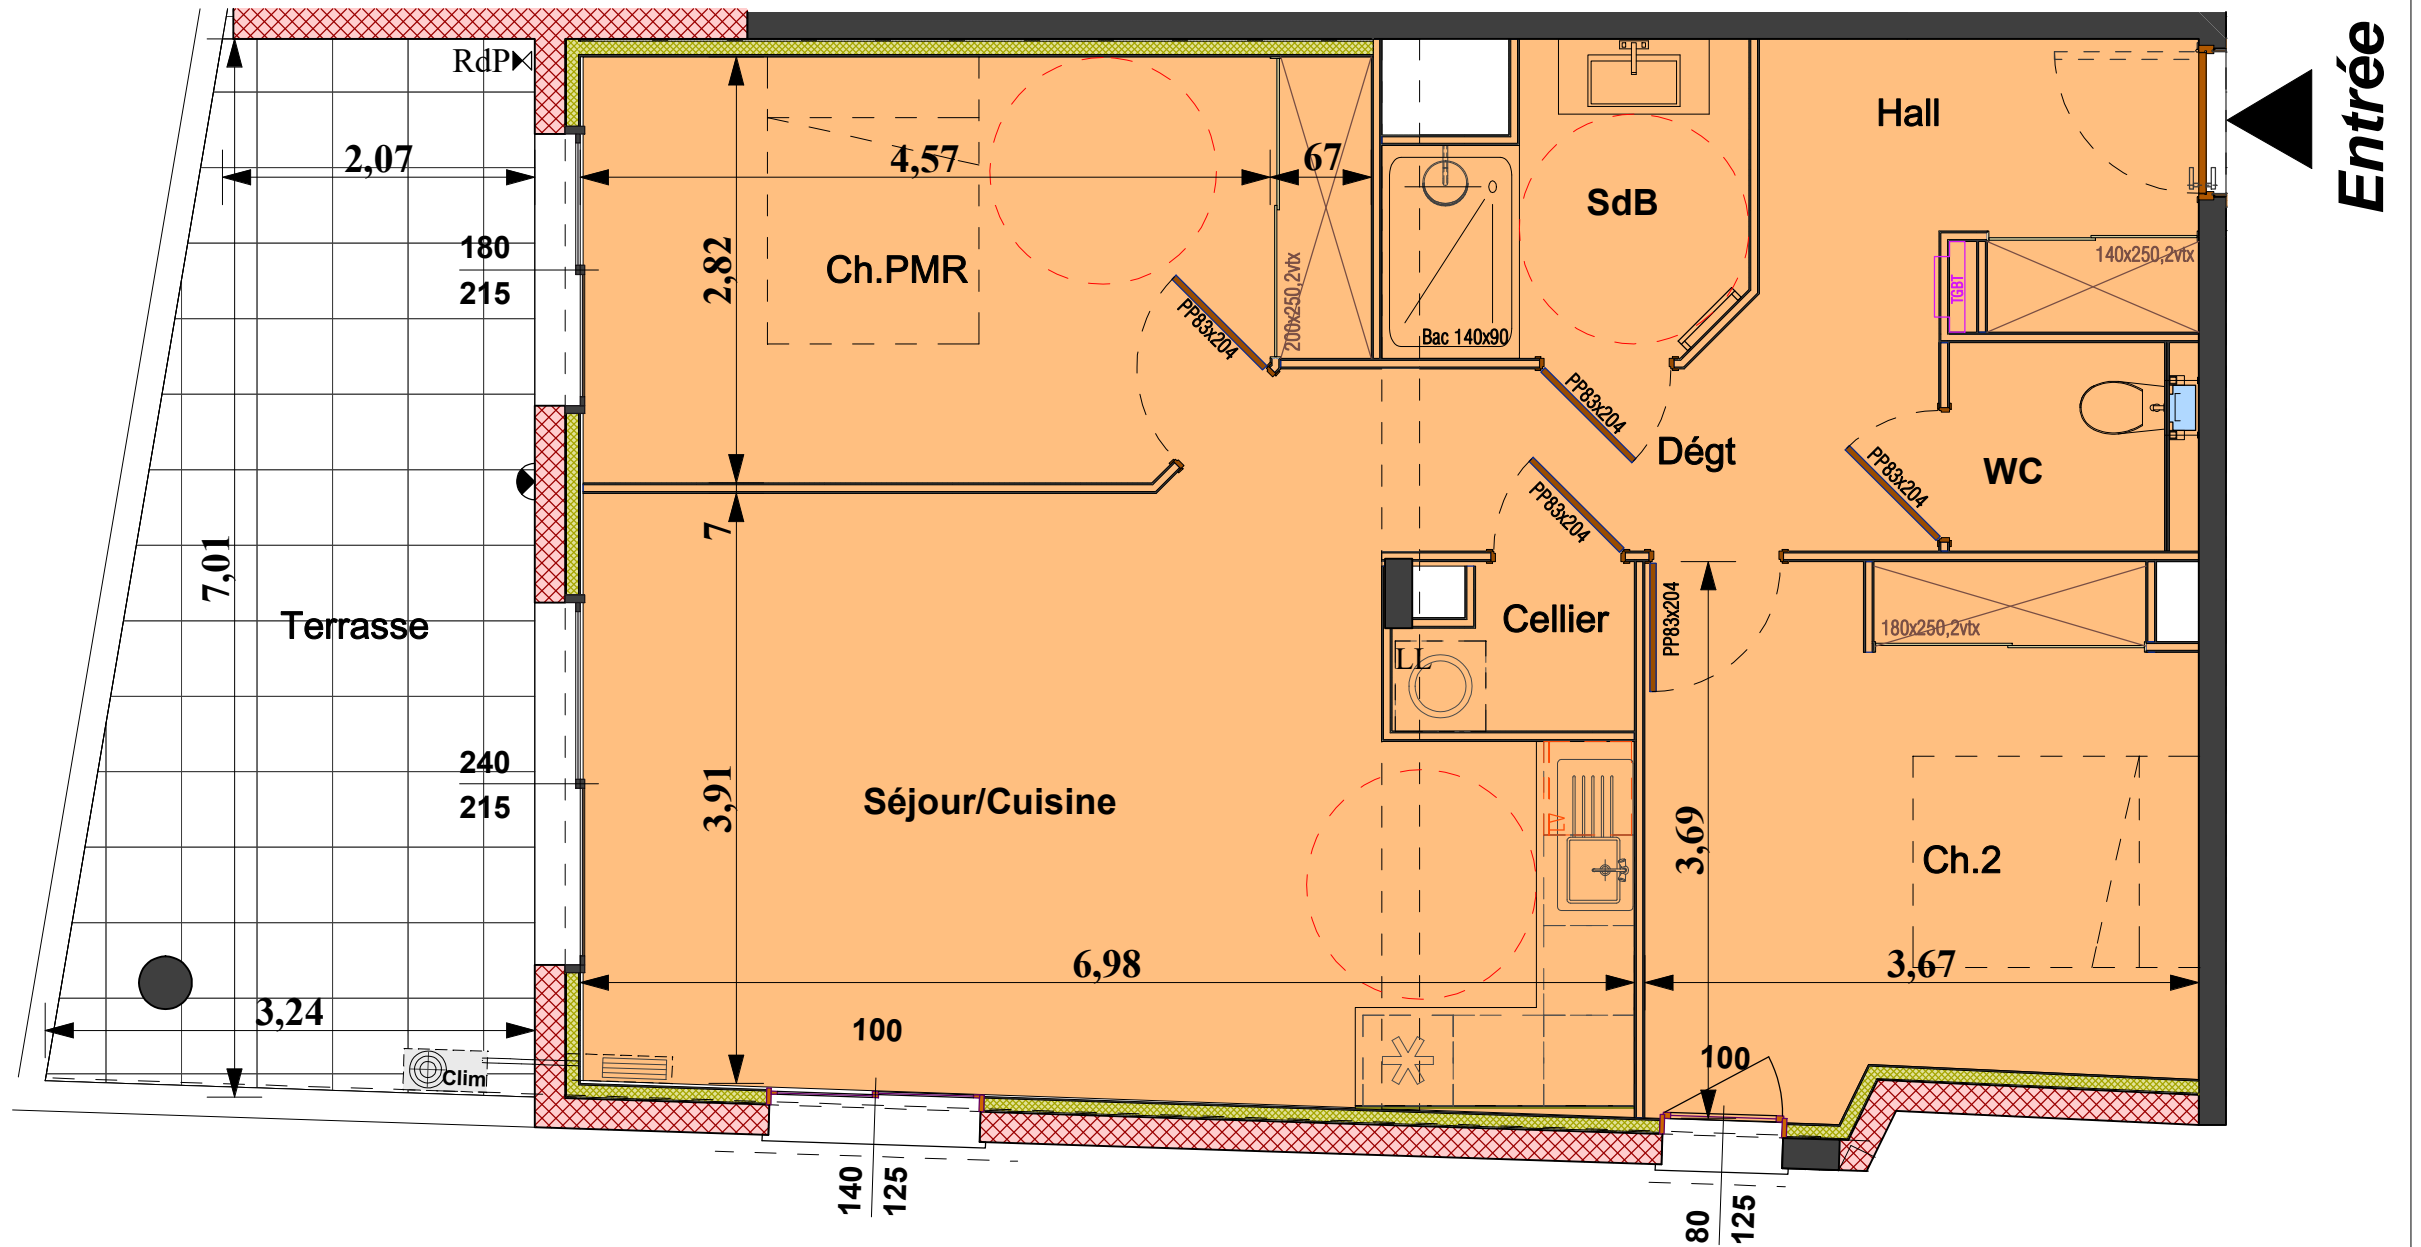 RdP
Entrée
Hall
2,07
4,57
67
SdB
180
215
2,82
Ch.PMR
PP83x204
200x250,2vtx
Bac 140x90
140x250,2vtx
TGBT
PP83x204
Dégt
PP83x204
WC
PP83x204
7
7,01
Terrasse
Cellier
PP83x204
180x250,2vtx
LL
240
215
3,91
Séjour/Cuisine
LV
3,69
Ch.2
6,98
3,67
3,24
100
100
Clim
140
125
80
125